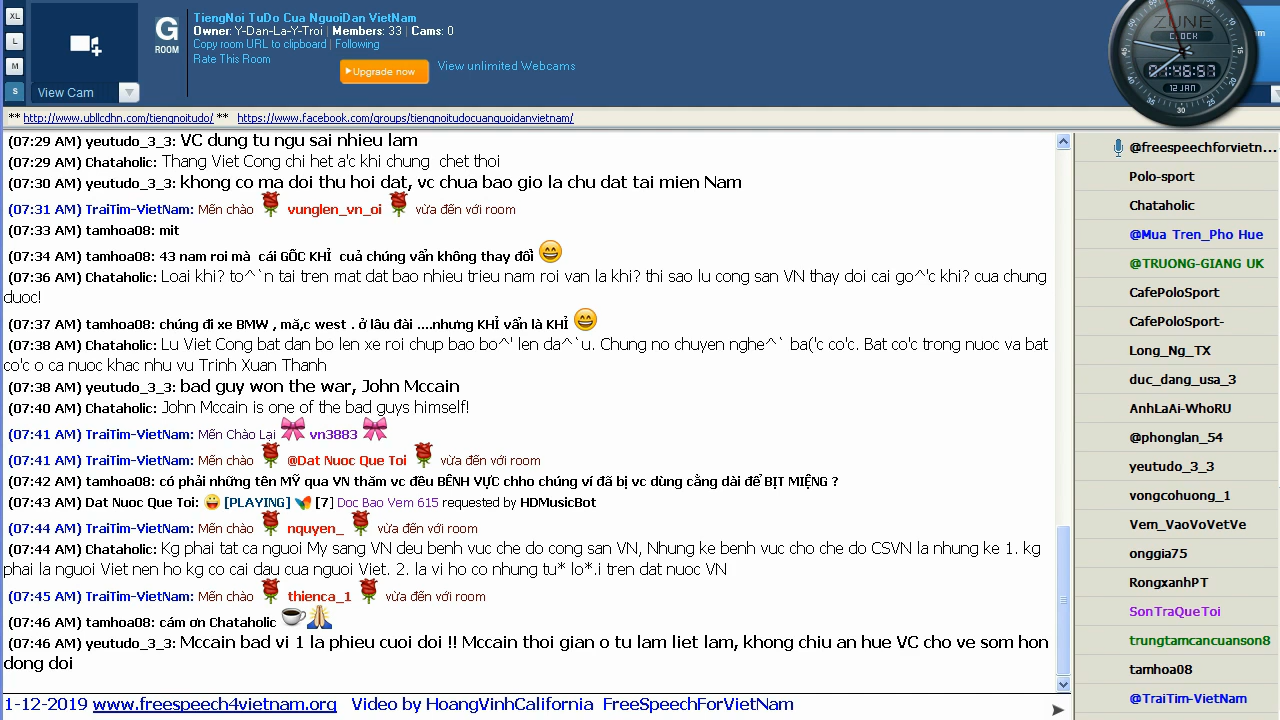 XL
L
M
S
View Cam
G
ROOM
TiengNoi TuDo Cua NguoiDan VietNam
Owner: Y-Dan-La-Y-Troi | Members: 33 | Cams: 0
Copy room URL to clipboard | Following
Rate This Room
Upgrade now
View unlimited Webcams
ZUNE
CLOCK
12 JAN
** http://www.ubllcdhn.com/tiengnoitudo/ ** https://www.facebook.com/groups/tiengnoitudocuanguoidanvietnam/
(07:29 AM) yeutudo_3_3: VC dung tu ngu sai nhieu lam
(07:29 AM) Chataholic: Thang Viet Cong chi het a'c khi chung chet thoi
(07:30 AM) yeutudo_3_3: khong co ma doi thu hoi dat, vc chua bao gio la chu dat tai mien Nam
(07:31 AM) TraiTim-VietNam: Mến chào vunglen_vn_oi vừa đến với room
(07:33 AM) tamhoa08: mit
(07:34 AM) tamhoa08: 43 nam roi mà cái GỐC KHỈ cuả chúng vẩn không thay đổi
(07:36 AM) Chataholic: Loai khi? to^`n tai tren mat dat bao nhieu trieu nam roi van la khi? thi sao lu cong san VN thay doi cai go^'c khi? cua chung
duoc!
(07:37 AM) tamhoa08: chúng đi xe BMW , mă,c west . ở lâu đài ....nhưng KHỈ vẩn là KHỈ
(07:38 AM) Chataholic: Lu Viet Cong bat dan bo len xe roi chup bao bo^' len da^`u. Chung no chuyen nghe^` ba('c co'c. Bat co'c trong nuoc va bat
co'c o ca nuoc khac nhu vu Trinh Xuan Thanh
(07:38 AM) yeutudo_3_3: bad guy won the war, John Mccain
(07:40 AM) Chataholic: John Mccain is one of the bad guys himself!
(07:41 AM) TraiTim-VietNam: Mến Chào Lại vn3883
(07:41 AM) TraiTim-VietNam: Mến chào @Dat Nuoc Que Toi vừa đến với room
(07:42 AM) tamhoa08: có phải những tên MỸ qua VN thăm vc đều BÊNH VỰC chho chúng ví đã bị vc dùng cẳng dài để BỊT MIỆNG ?
(07:43 AM) Dat Nuoc Que Toi: [PLAYING] [7] Doc Bao Vem 615 requested by HDMusicBot
(07:44 AM) TraiTim-VietNam: Mến chào nquyen_ vừa đến với room
(07:44 AM) Chataholic: Kg phai tat ca nguoi My sang VN deu benh vuc che do cong san VN, Nhung ke benh vuc cho che do CSVN la nhung ke 1. kg
phai la nguoi Viet nen ho kg co cai dau cua nguoi Viet. 2. la vi ho co nhung tu* lo*.i tren dat nuoc VN
(07:45 AM) TraiTim-VietNam: Mến chào thienca_1 vừa đến với room
(07:46 AM) tamhoa08: cám ơn Chataholic
(07:46 AM) yeutudo_3_3: Mccain bad vi 1 la phieu cuoi doi !! Mccain thoi gian o tu lam liet lam, khong chiu an hue VC cho ve som hon
dong doi
@freespeechforvietn...
Polo-sport
Chataholic
@Mua Tren_Pho Hue
@TRUONG-GIANG UK
CafePoloSport
CafePoloSport-
Long_Ng_TX
duc_dang_usa_3
AnhLaAi-WhoRU
@phonglan_54
yeutudo_3_3
vongcohuong_1
Vem_VaoVoVetVe
onggia75
RongxanhPT
SonTraQueToi
trungtamcancuanson8
tamhoa08
@TraiTim-VietNam
1-12-2019 www.freespeech4vietnam.org Video by HoangVinhCalifornia FreeSpeechForVietNam